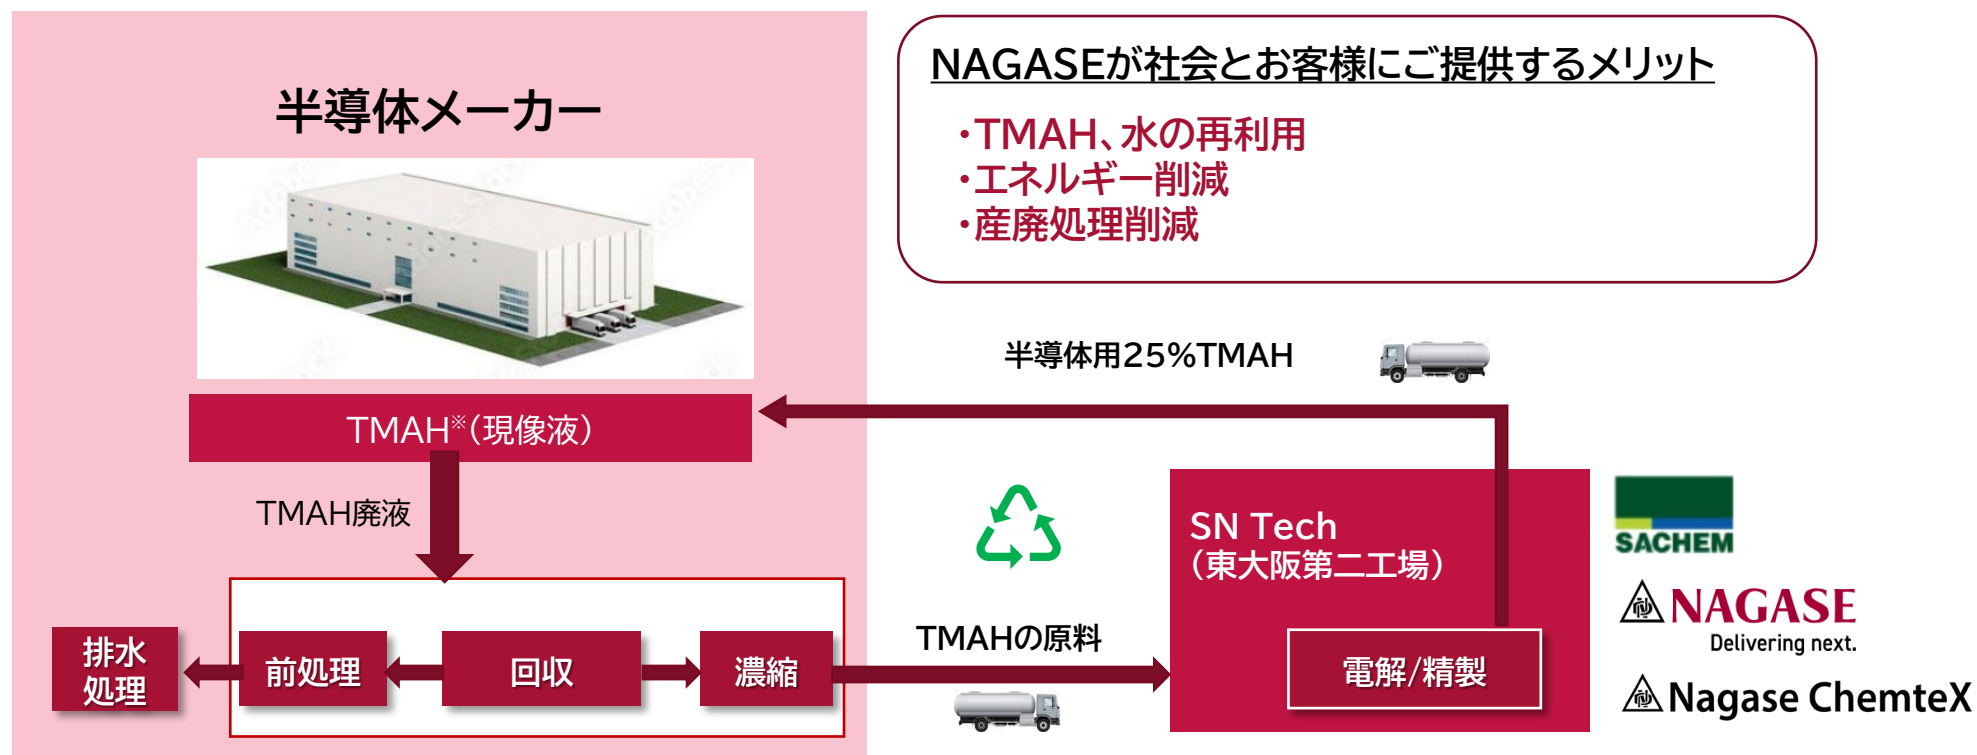 半導体メーカー
TMAH※(現像液)
TMAH廃液
排水
処理
前処理
回収
濃縮
NAGASEが社会とお客様にご提供するメリット
・TMAH、水の再利用
・エネルギー削減
・産廃処理削減
半導体用25%TMAH
TMAHの原料
SN Tech
(東大阪第二工場)
電解/精製
SACHEM
NAGASE
Delivering next.
Nagase ChemteX